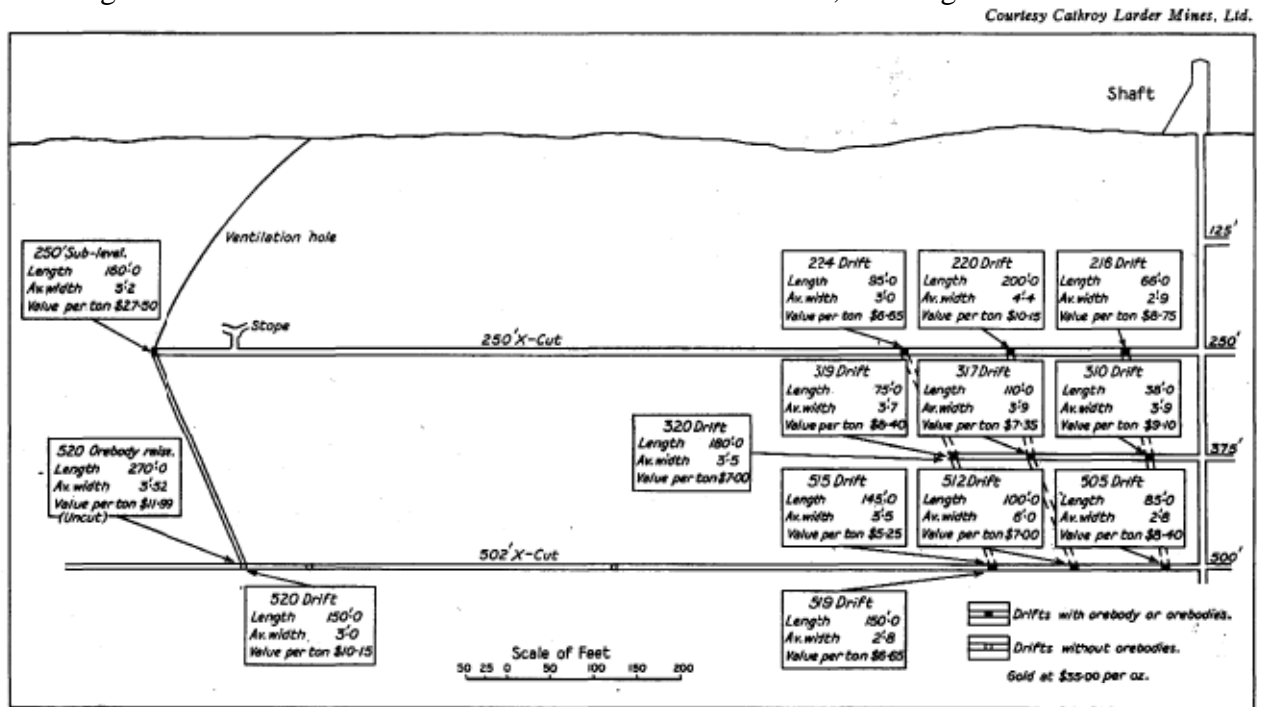 Courtesy Cathroy Larder Mines, Ltd.
Shaft
Ventilation hole
125'
250' Sub-level.
Length 160'·0
Av. width 5'·2
Value per ton $27·50
224 Drift
Length 95'·0
Av. width 3'·0
Value per ton $6·65
220 Drift
Length 200'·0
Av. width 4'·4
Value per ton $10·15
216 Drift
Length 66'·0
Av. width 2'·9
Value per ton $8·75
Stope
250' X-Cut
250'
319 Drift
Length 75'·0
Av. width 3'·7
Value per ton $8·40
317 Drift
Length 110'·0
Av. width 3'·9
Value per ton $7·35
310 Drift
Length 38'·0
Av. width 3'·9
Value per ton $9·10
320 Drift
Length 180'·0
Av. width 3'·5
Value per ton $7·00
375'
520 Orebody raise.
Length 270'·0
Av. width 3'·52
Value per ton $11·99
(Uncut)
515 Drift
Length 145'·0
Av. width 3'·5
Value per ton $5·25
512 Drift
Length 100'·0
Av. width 6'·0
Value per ton $7·00
505 Drift
Length 85'·0
Av. width 2'·8
Value per ton $8·40
502' X-Cut
500'
520 Drift
Length 150'·0
Av. width 3'·0
Value per ton $10·15
519 Drift
Length 150'·0
Av. width 2'·8
Value per ton $6·65
Drifts with orebody or orebodies.
Drifts without orebodies.
Gold at $35·00 per oz.
Scale of Feet
50 25 0 50 100 200